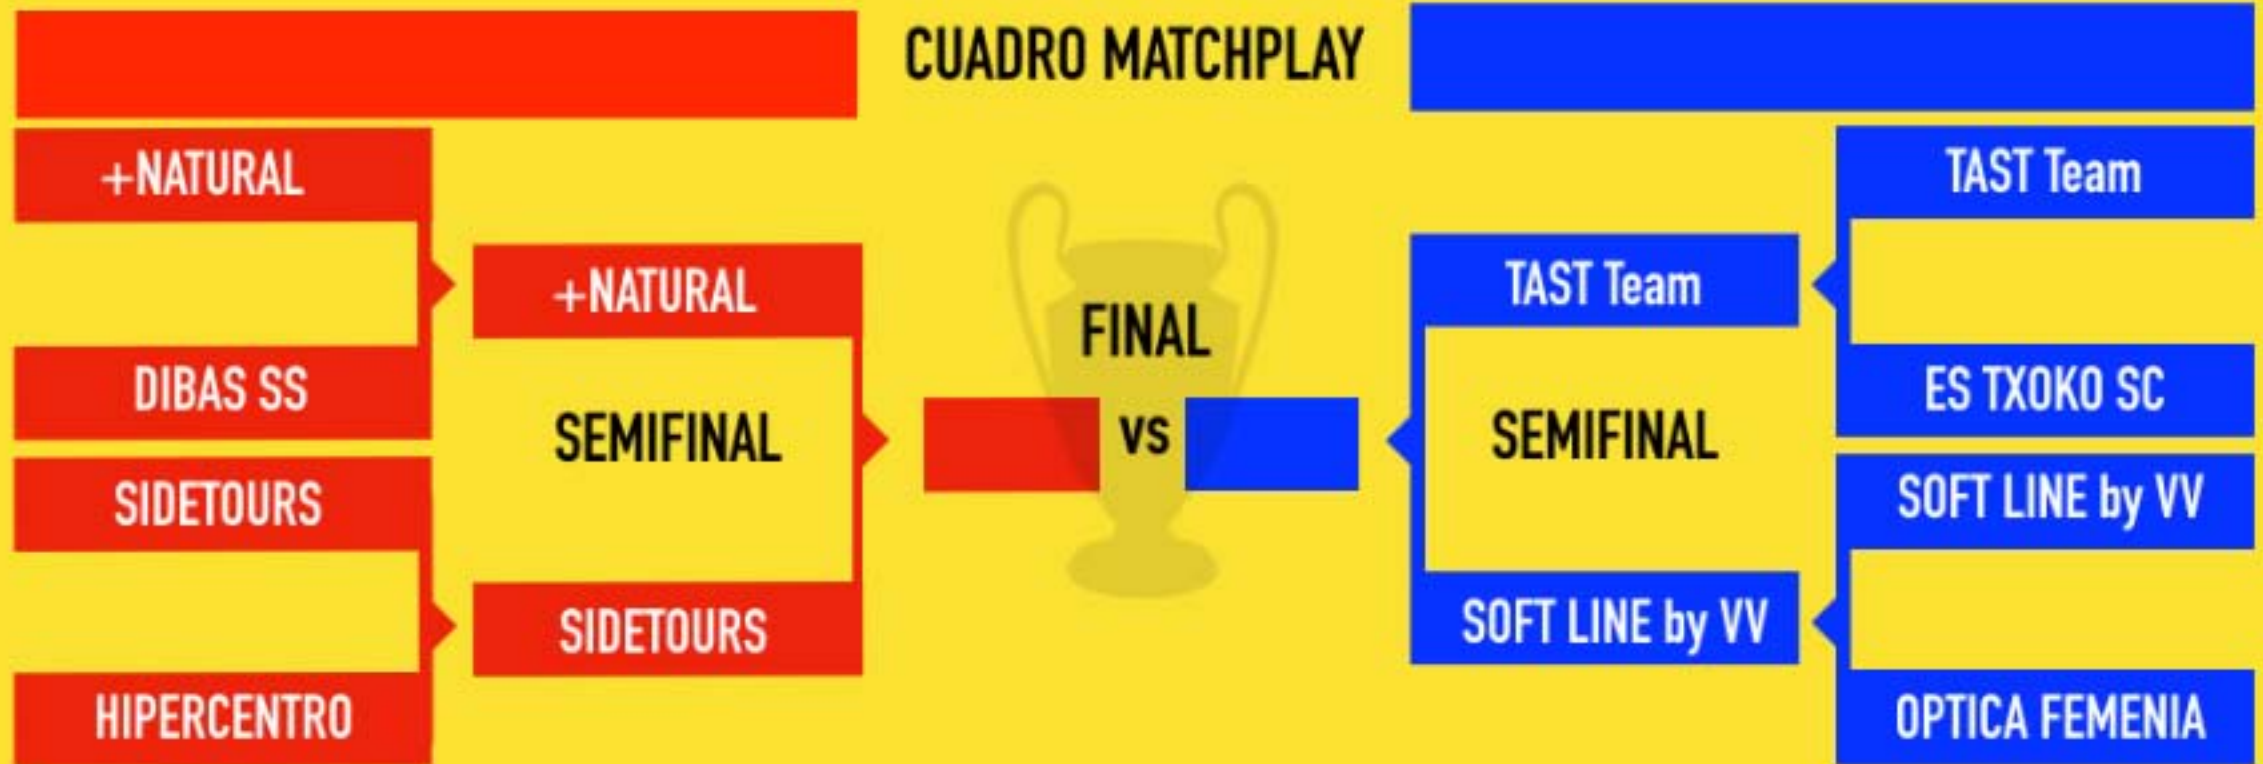 CUADRO MATCHPLAY
+NATURAL
DIBAS SS
SIDETOURS
HIPERCENTRO
+NATURAL
SEMIFINAL
SIDETOURS
FINAL
VS
TAST Team
SEMIFINAL
SOFT LINE by VV
TAST Team
ES TXOKO SC
SOFT LINE by VV
OPTICA FEMENIA